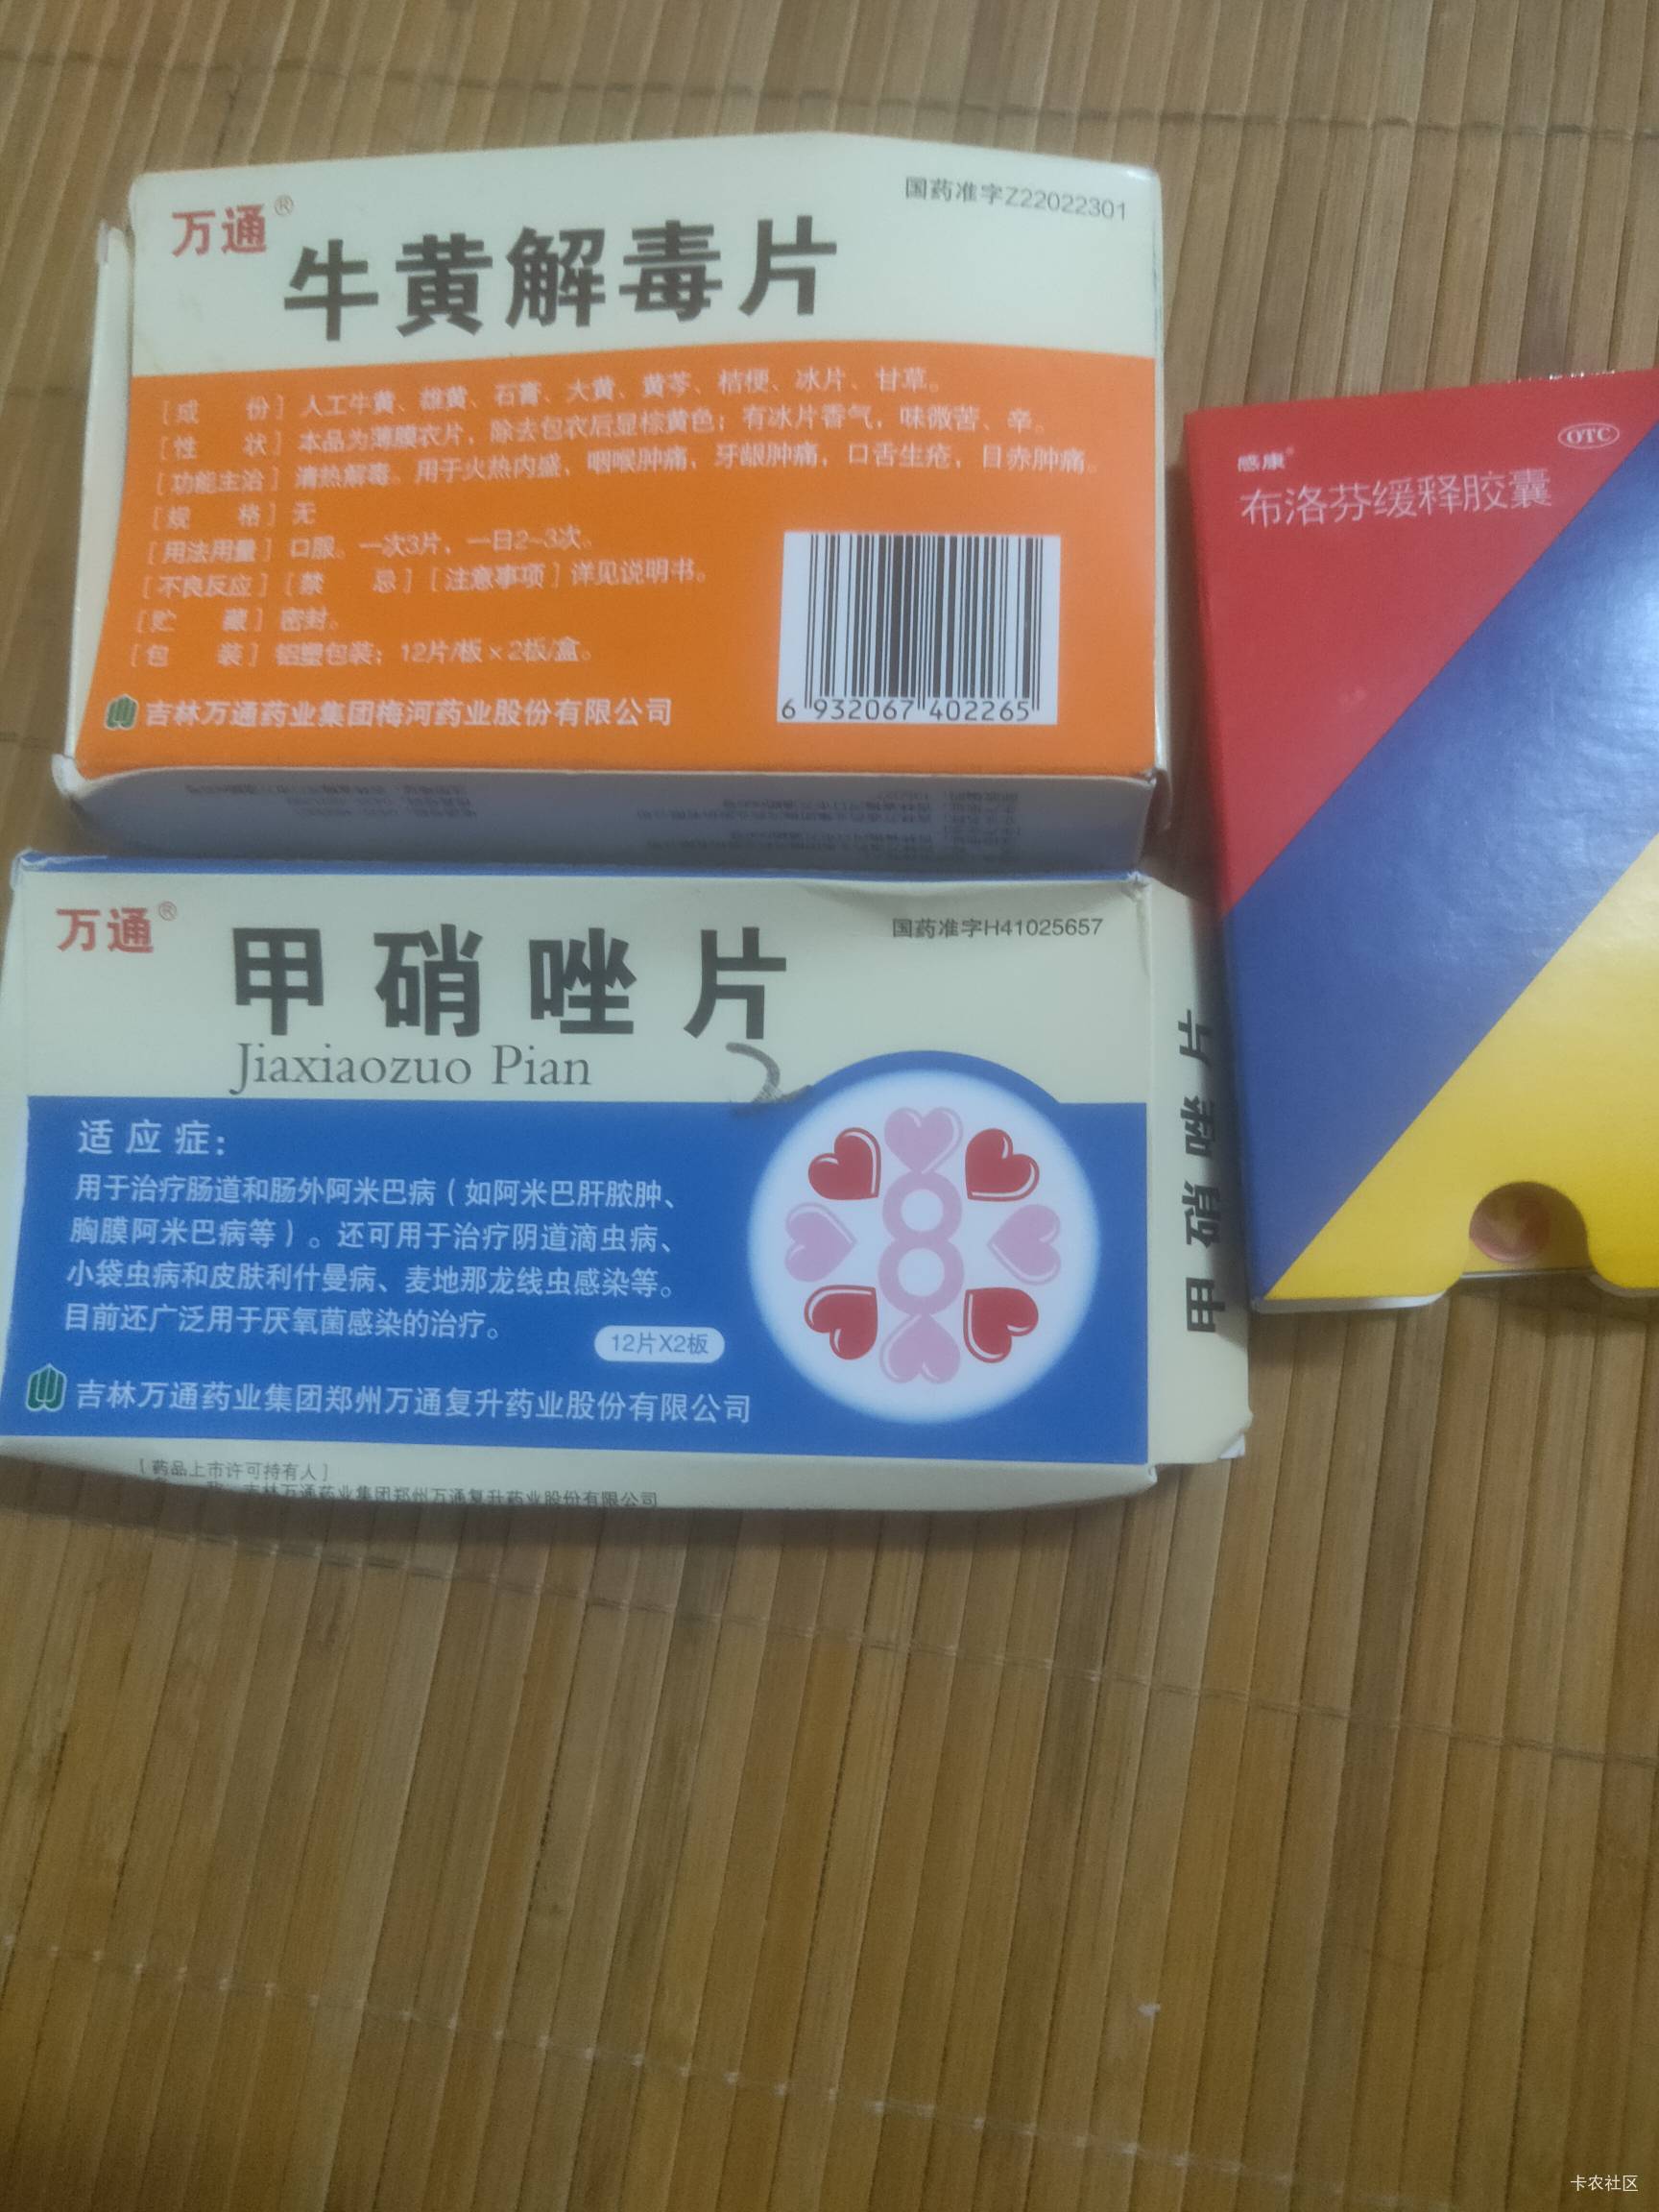 万通®
国药准字Z22022301
牛黄解毒片
[成　份] 人工牛黄、雄黄、石膏、大黄、黄芩、桔梗、冰片、甘草。
[性　状] 本品为薄膜衣片，除去包衣后显棕黄色；有冰片香气，味微苦、辛。
[功能主治] 清热解毒。用于火热内盛，咽喉肿痛，牙龈肿痛，口舌生疮，目赤肿痛。
[规　格] 无
[用法用量] 口服。一次3片，一日2~3次。
[不良反应] [禁　忌] [注意事项] 详见说明书。
[贮　藏] 密封。
[包　装] 铝塑包装；12片/板×2板/盒。
吉林万通药业集团梅河药业股份有限公司
6 932067 402265
万通®
国药准字H41025657
甲硝唑片
Jiaxiaozuo Pian
2
适应症：
用于治疗肠道和肠外阿米巴病（如阿米巴肝脓肿、
胸膜阿米巴病等）。还可用于治疗阴道滴虫病、
小袋虫病和皮肤利什曼病、麦地那龙线虫感染等。
目前还广泛用于厌氧菌感染的治疗。
12片X2板
吉林万通药业集团郑州万通复升药业股份有限公司
[药品上市许可持有人]
吉林万通药业集团郑州万通复升药业股份有限公司
甲硝唑片
感康®
OTC
布洛芬缓释胶囊
卡农社区